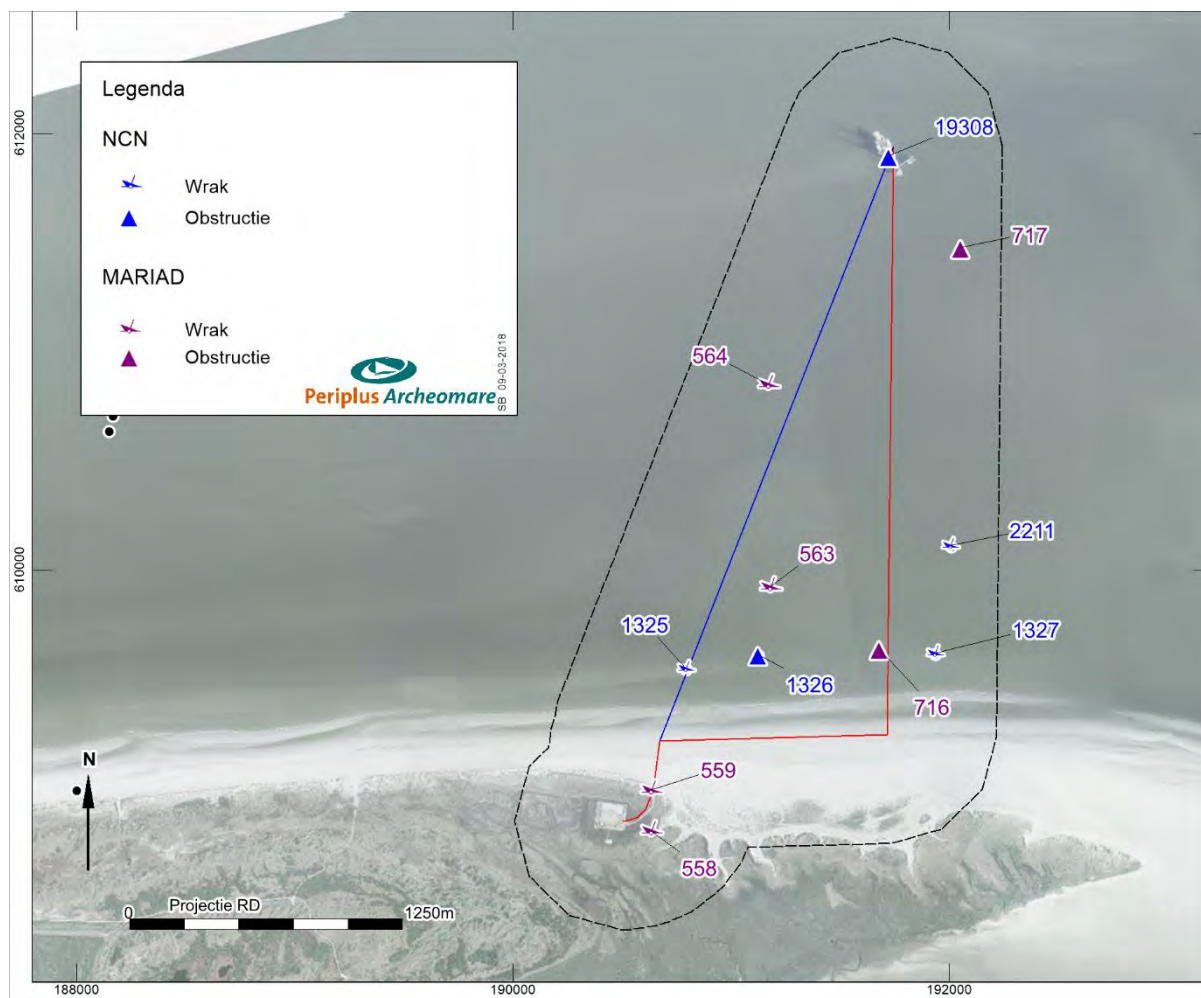 Legenda
NCN
Wrak
Obstructie
MARIAD
Wrak
Obstructie
Periplus Archeomare
SB 09-03-2018
612000
610000
19308
717
564
2211
563
1325
1327
1326
716
559
558
N
0 Projectie RD 1250m
188000 190000 192000